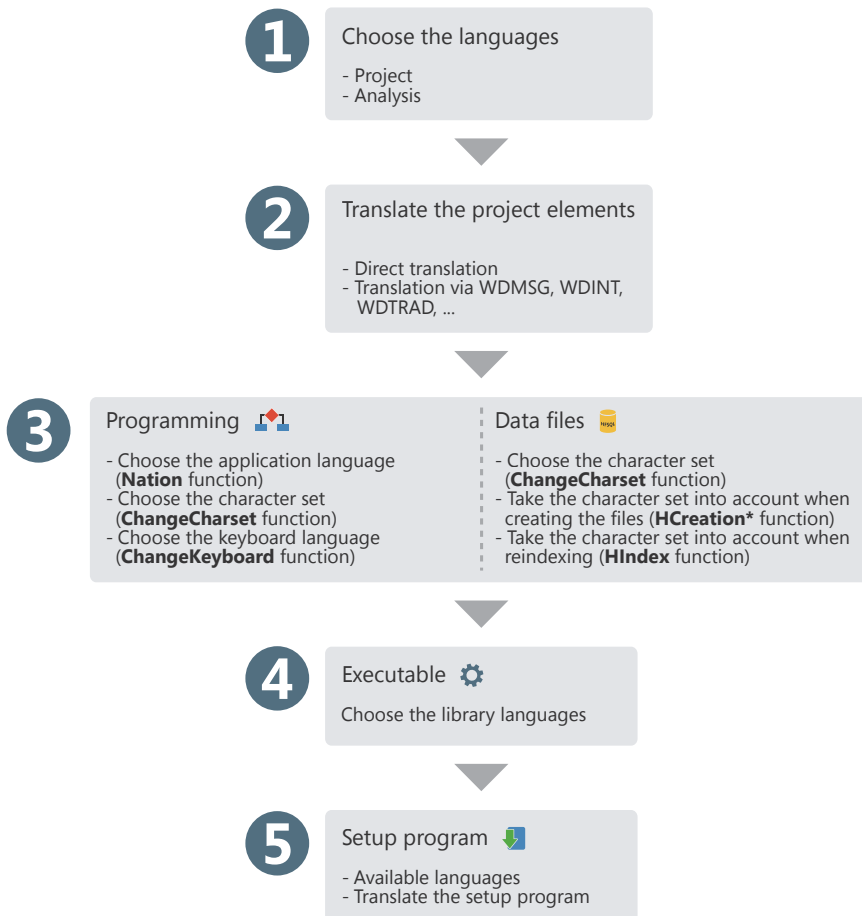 1
Choose the languages
- Project
- Analysis
2
Translate the project elements
- Direct translation
- Translation via WDMSG, WDINT,
WDTRAD, ...
3
Programming
- Choose the application language
(Nation function)
- Choose the character set
(ChangeCharset function)
- Choose the keyboard language
(ChangeKeyboard function)
Data files
- Choose the character set
(ChangeCharset function)
- Take the character set into account when
creating the files (HCreation* function)
- Take the character set into account when
reindexing (HIndex function)
4
Executable
Choose the library languages
5
Setup program
- Available languages
- Translate the setup program